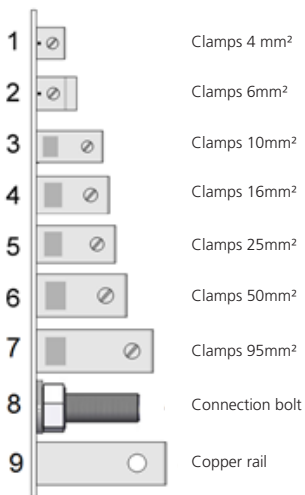 1 Clamps 4 mm²
2 Clamps 6mm²
3 Clamps 10mm²
4 Clamps 16mm²
5 Clamps 25mm²
6 Clamps 50mm²
7 Clamps 95mm²
8 Connection bolt
9 Copper rail